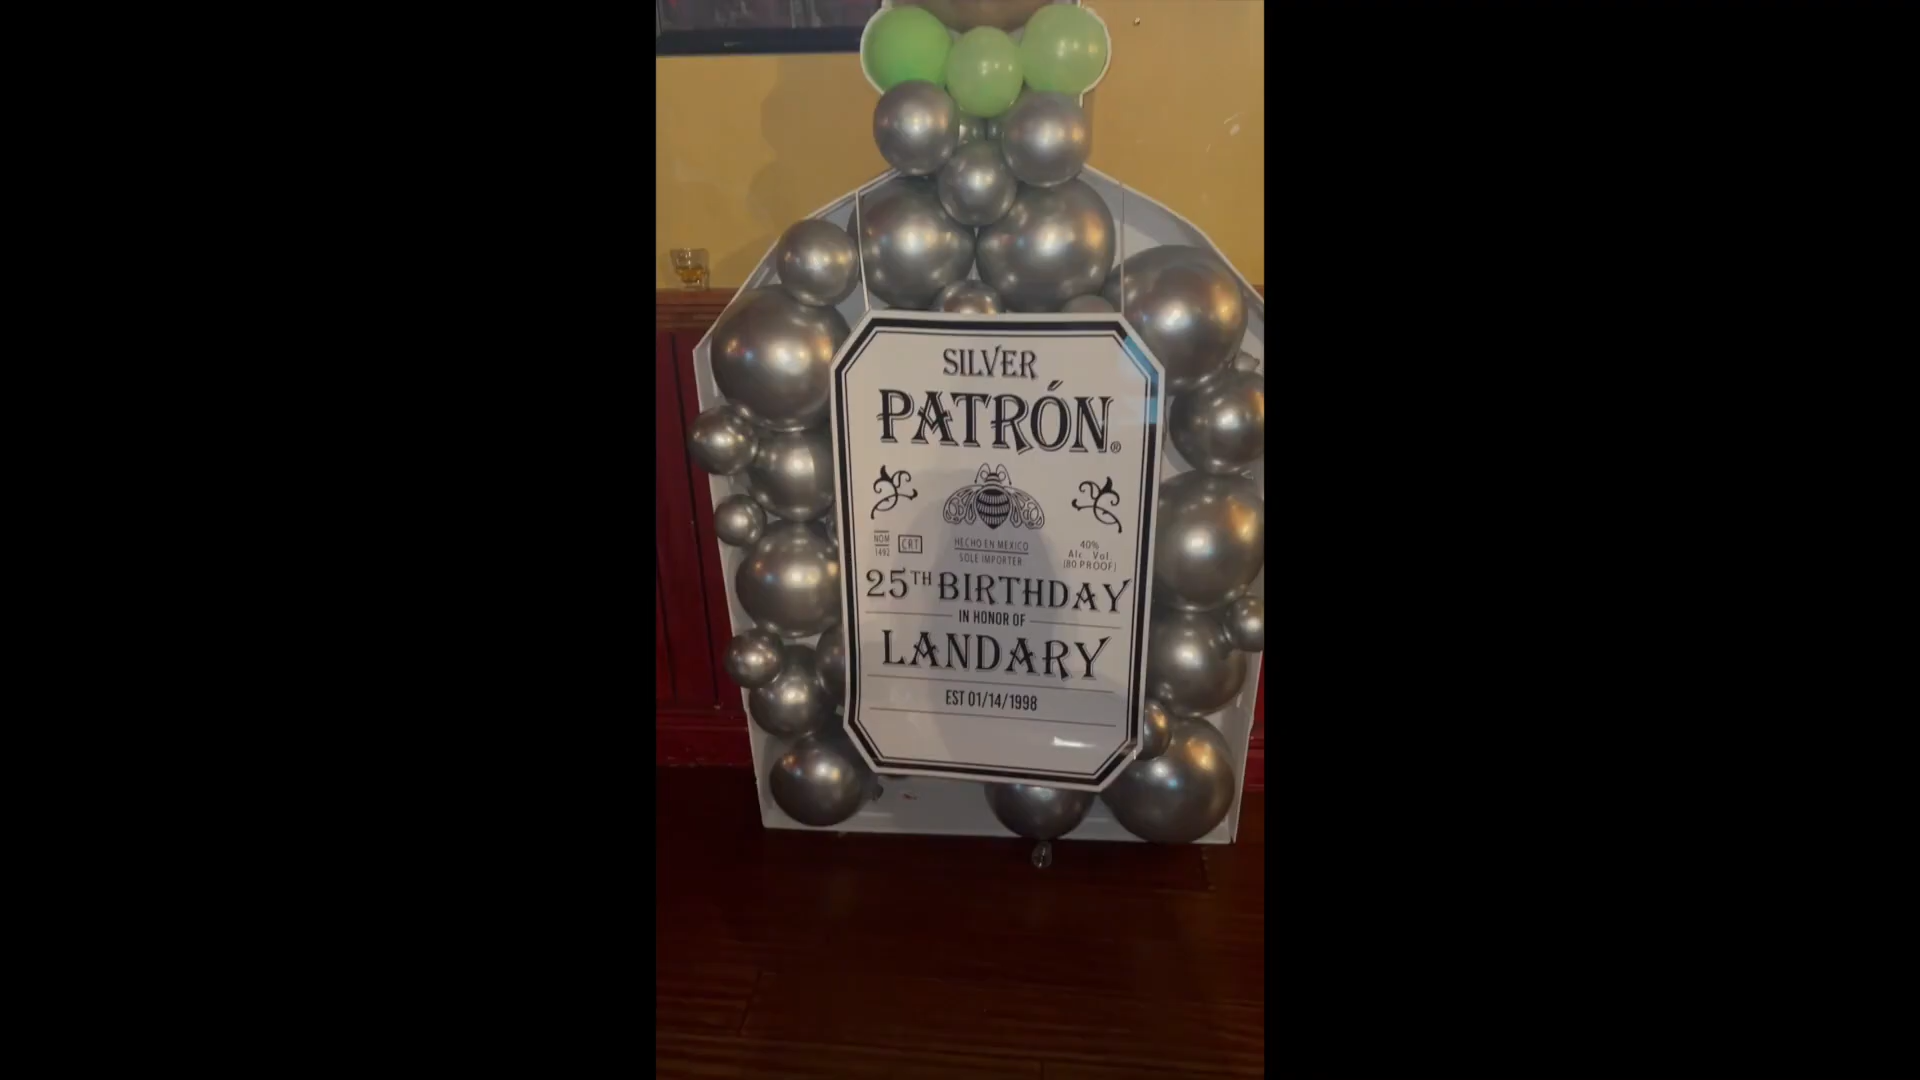 SILVER
PATRÓN®
NOM
1492
CRT
HECHO EN MEXICO
SOLE IMPORTER
40%
Alc. Vol.
(80 PROOF)
25TH BIRTHDAY
IN HONOR OF
LANDARY
EST 01/14/1998